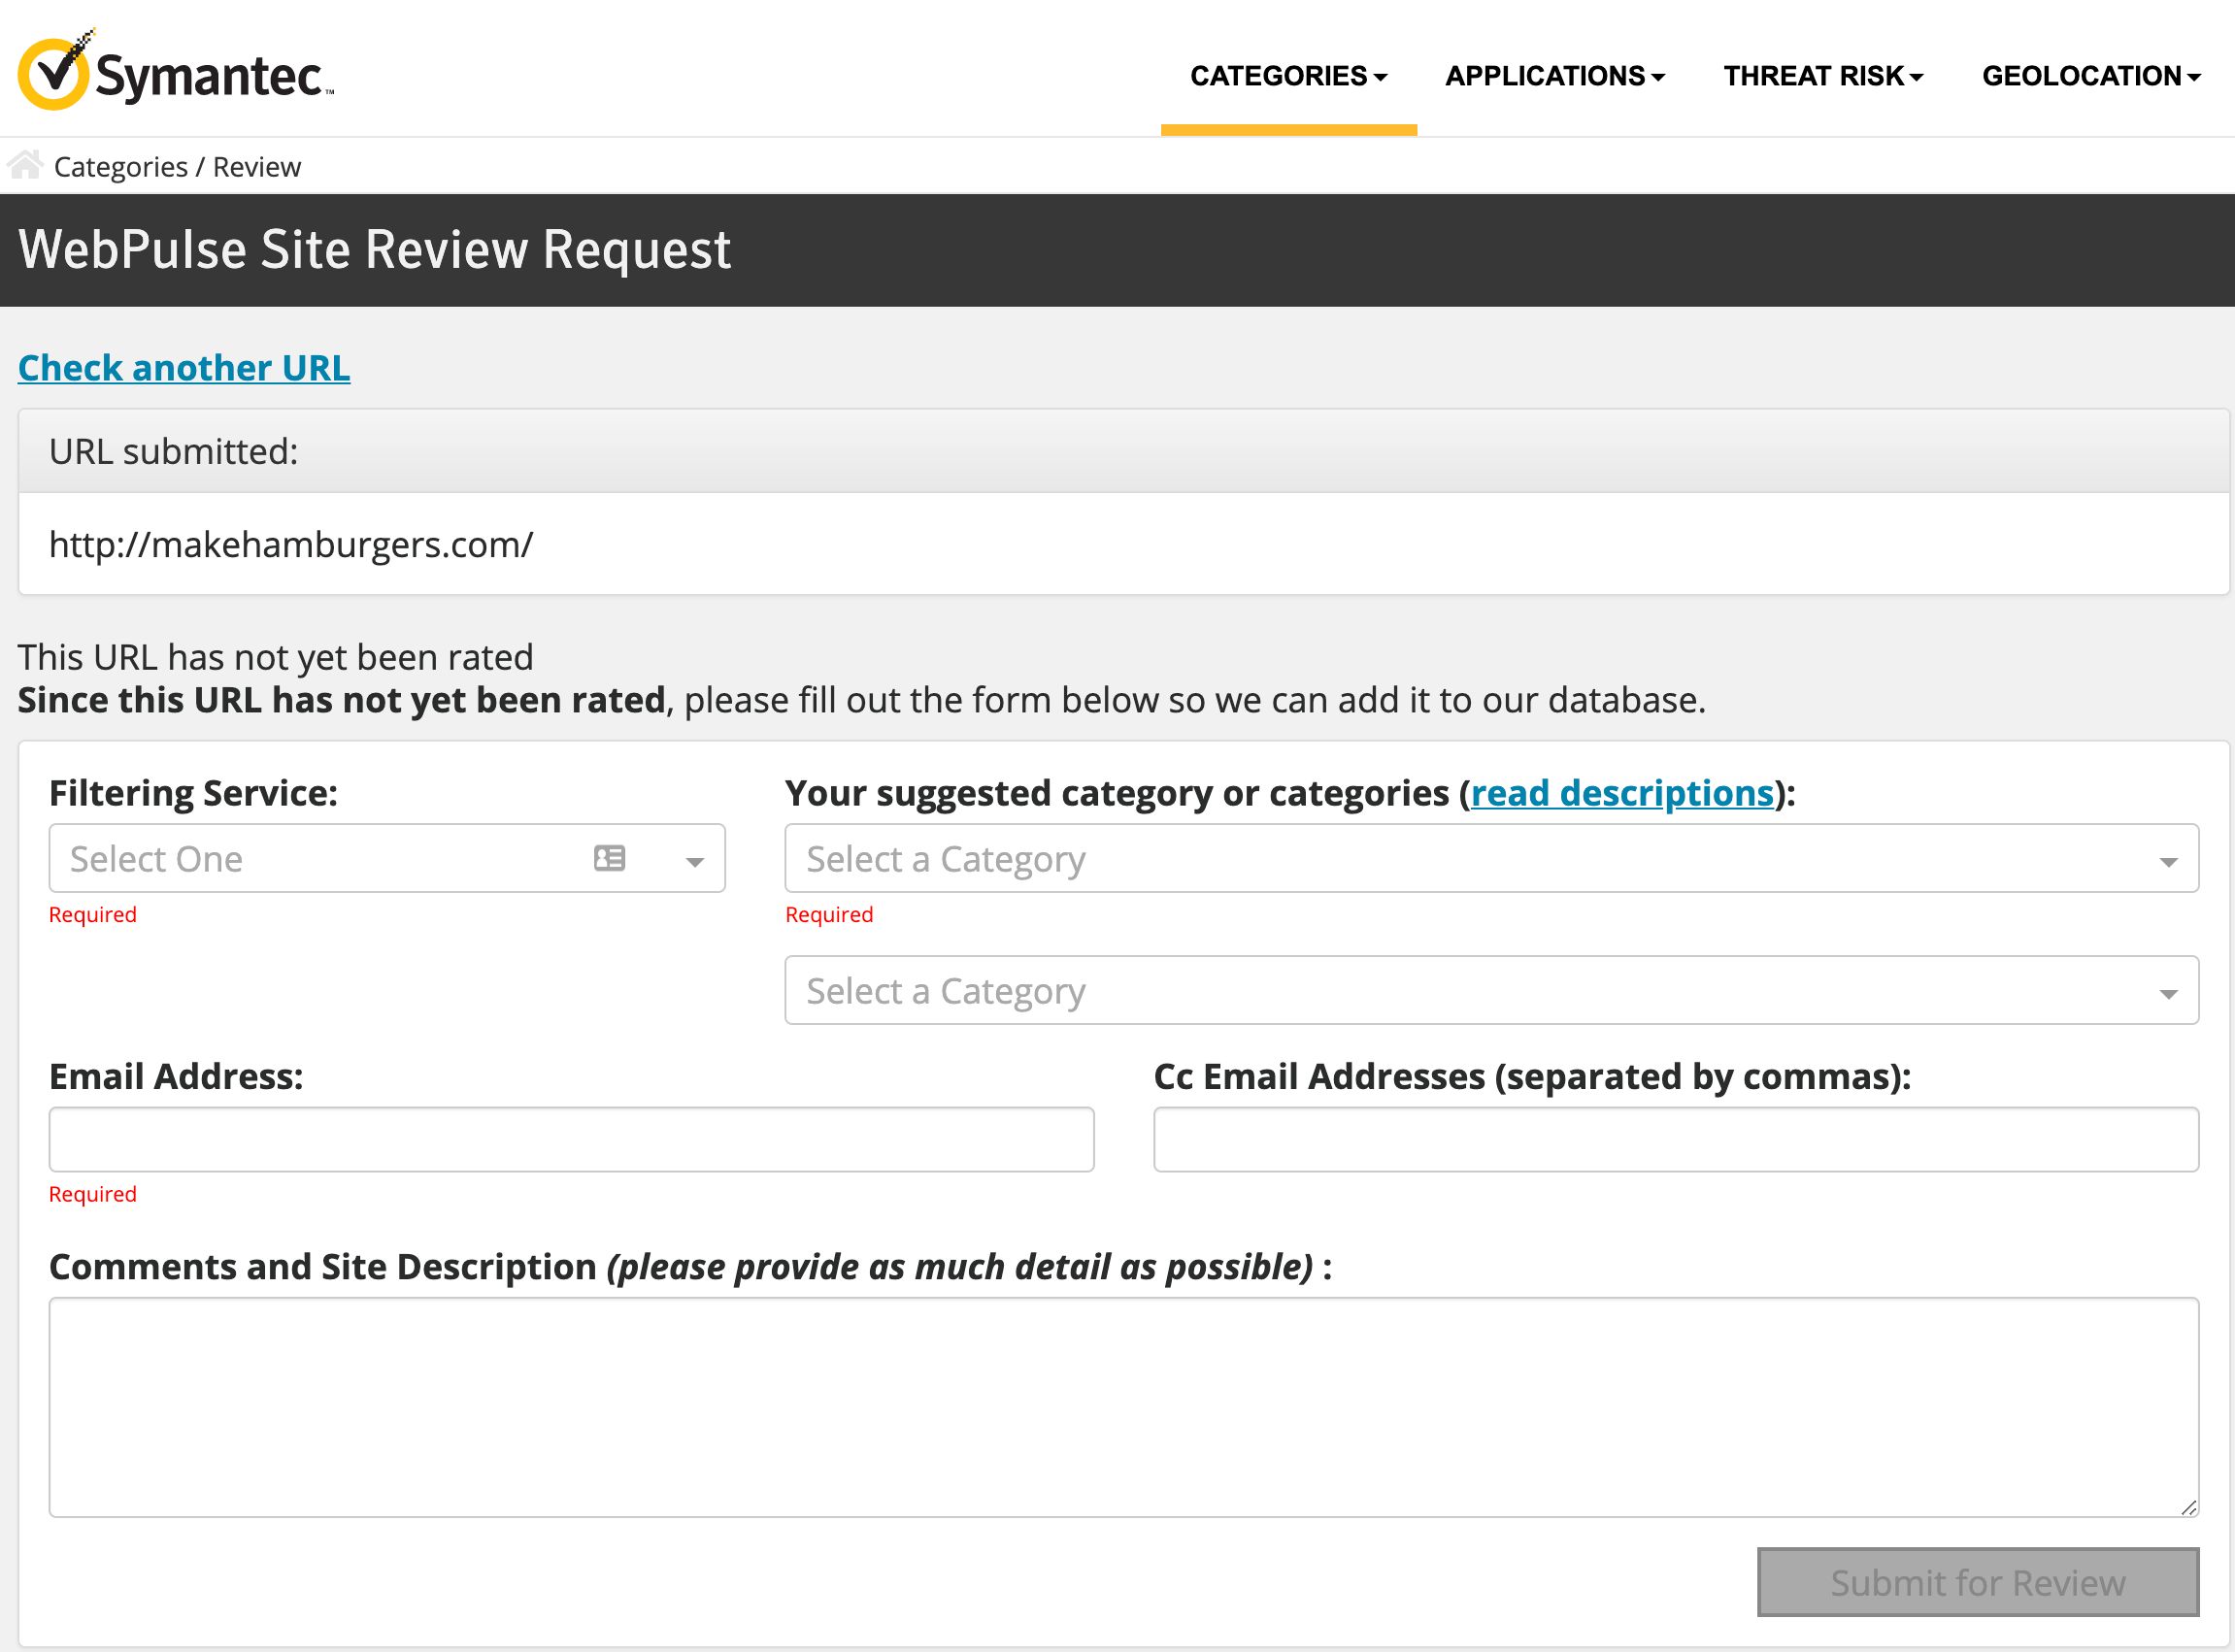 Symantec™
CATEGORIES APPLICATIONS THREAT RISK GEOLOCATION
Categories / Review
WebPulse Site Review Request
Check another URL
URL submitted:
http://makehamburgers.com/
This URL has not yet been rated
Since this URL has not yet been rated, please fill out the form below so we can add it to our database.
Filtering Service: Your suggested category or categories (read descriptions):
Select One Select a Category
Required Required
Select a Category
Email Address: Cc Email Addresses (separated by commas):
Required
Comments and Site Description (please provide as much detail as possible) :
Submit for Review